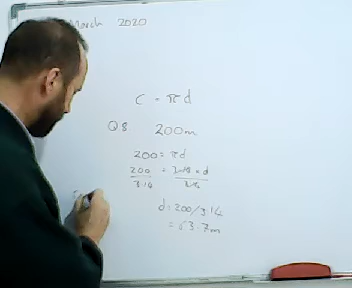 March 2020
C = πd
Q8 200m
200 = πd
200/3.14 = 3.14 × d/3.14
d = 200/3.14
= 63.7m